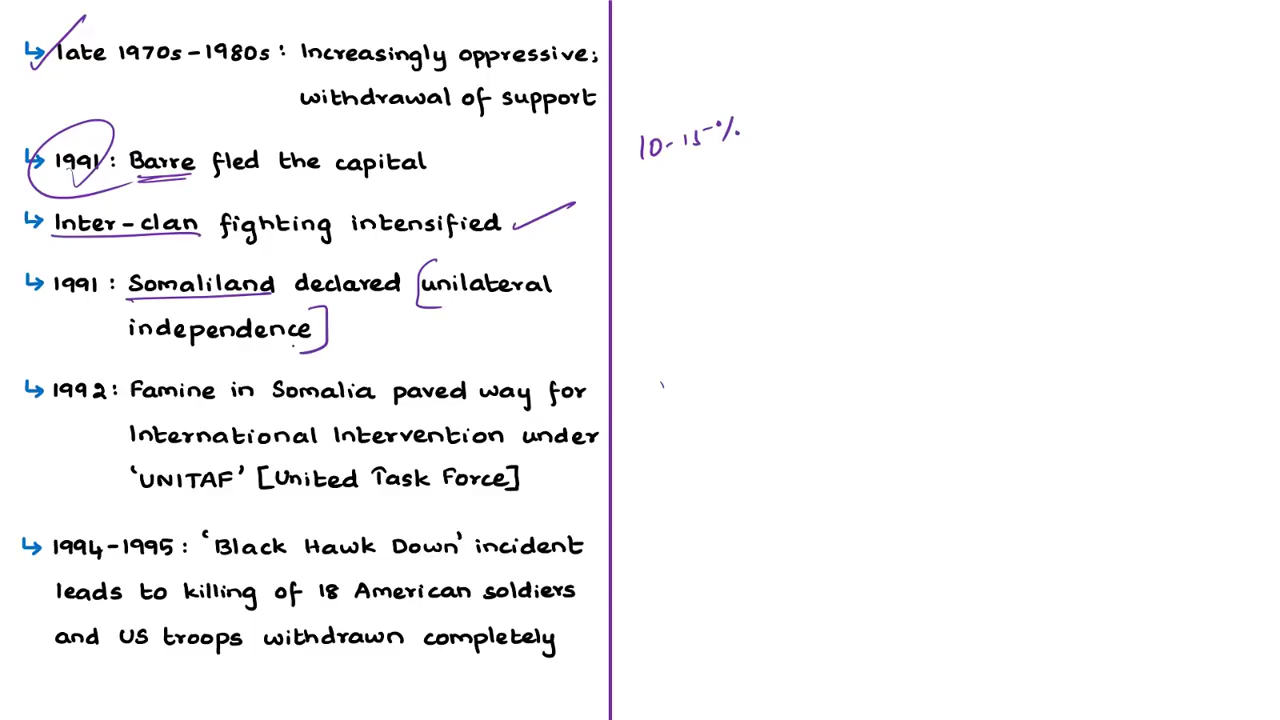 ↳ late 1970s-1980s: Increasingly oppressive;
withdrawal of support
↳ 1991: Barre fled the capital
↳ Inter-clan fighting intensified
↳ 1991: Somaliland declared [unilateral
independence]
↳ 1992: Famine in Somalia paved way for
International Intervention under
'UNITAF' [United Task Force]
↳ 1994-1995: 'Black Hawk Down' incident
leads to killing of 18 American soldiers
and US troops withdrawn completely
10-15-%